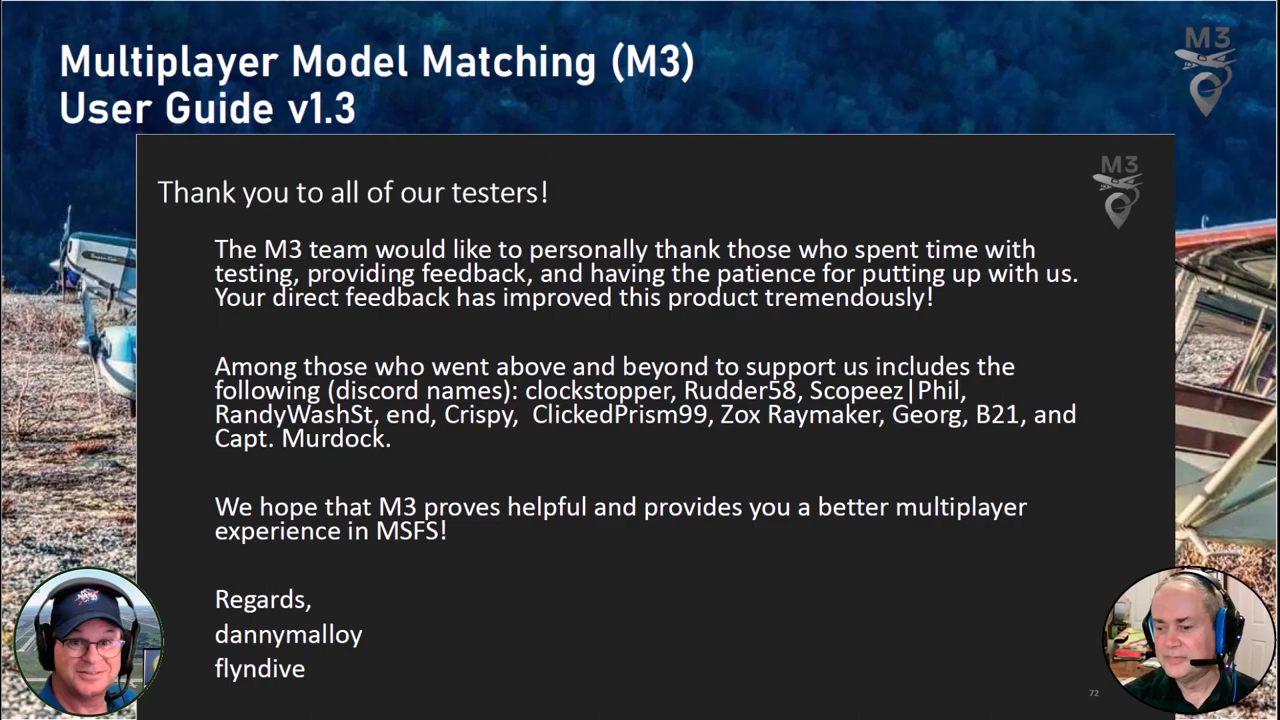 Multiplayer Model Matching (M3)
User Guide v1.3
M3
M3
Thank you to all of our testers!
The M3 team would like to personally thank those who spent time with
testing, providing feedback, and having the patience for putting up with us.
Your direct feedback has improved this product tremendously!
Among those who went above and beyond to support us includes the
following (discord names): clockstopper, Rudder58, Scopeez|Phil,
RandyWashSt, end, Crispy,  ClickedPrism99, Zox Raymaker, Georg, B21, and
Capt. Murdock.
We hope that M3 proves helpful and provides you a better multiplayer
experience in MSFS!
Regards,
dannymalloy
flyndive
72
NASA